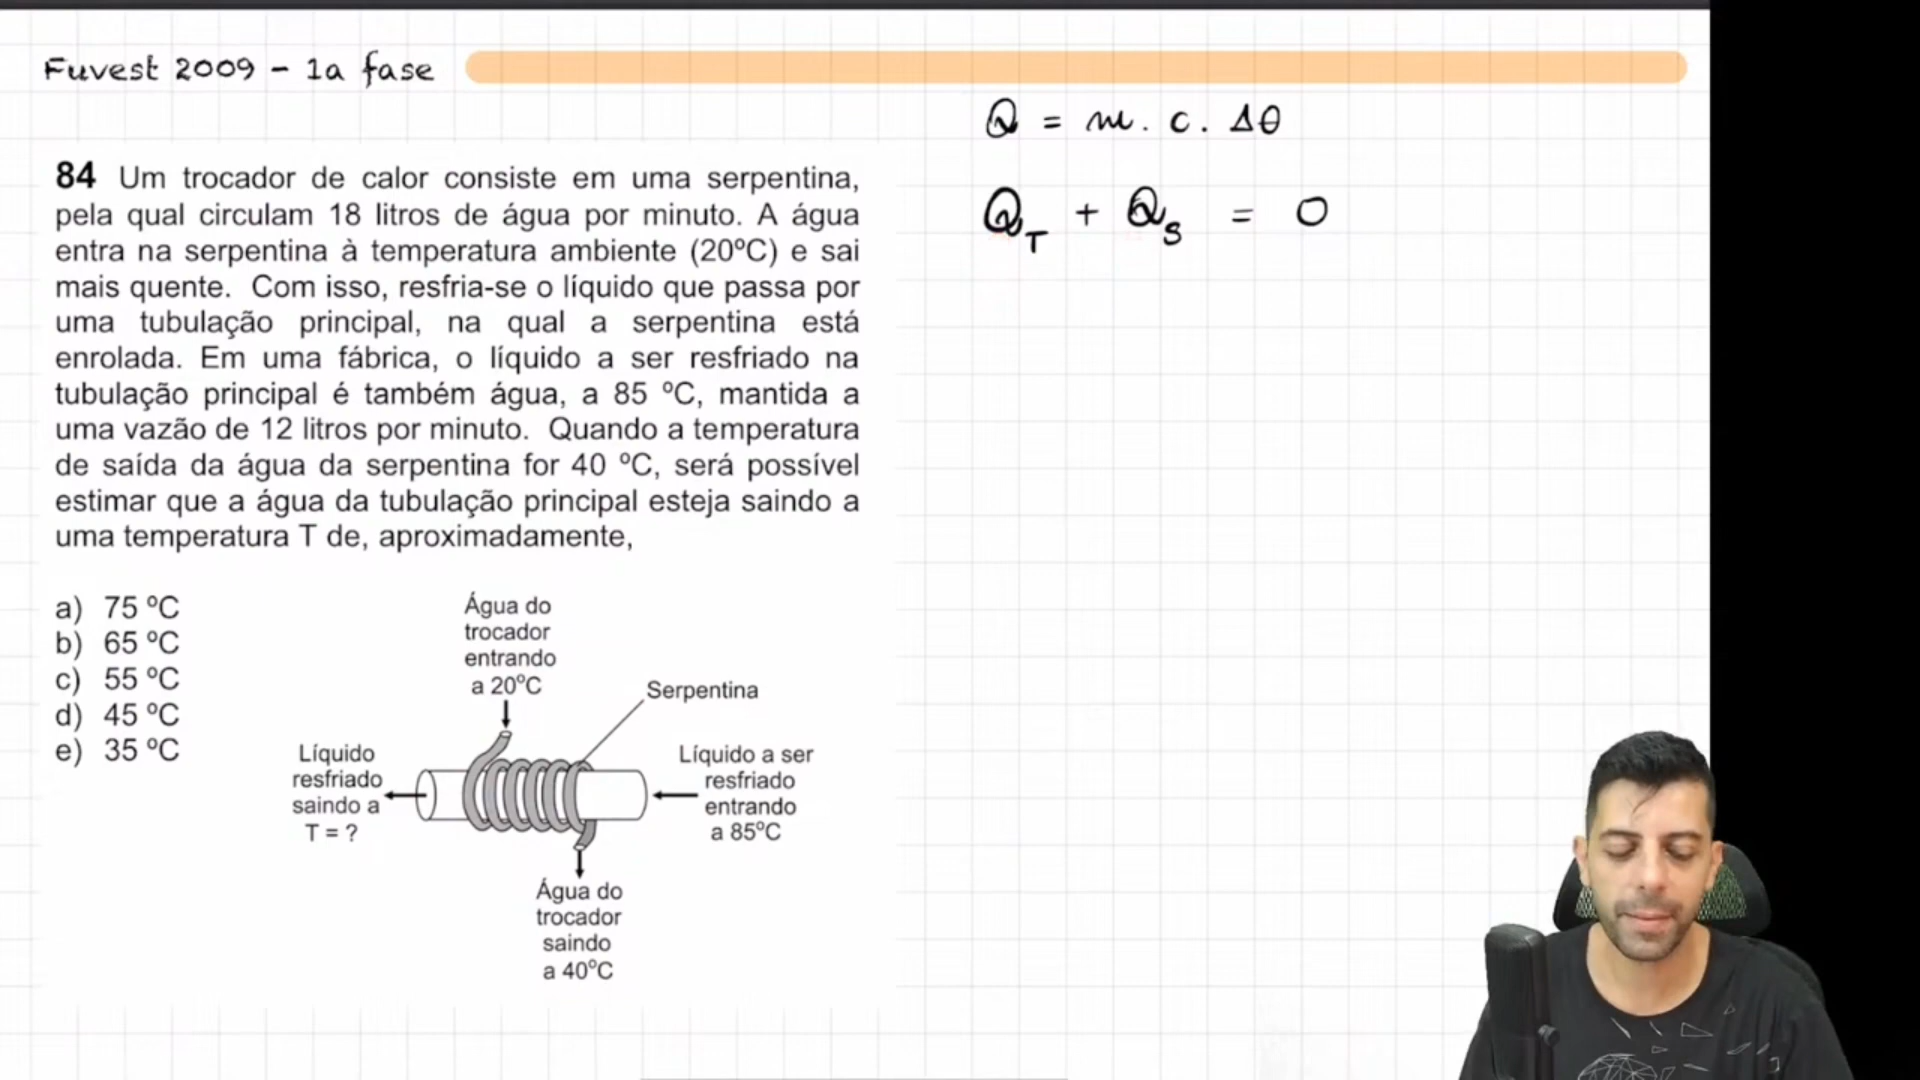 Fuvest 2009 - 1a fase
Q = m. c. Δθ
Q_T + Q_S = 0
84 Um trocador de calor consiste em uma serpentina,
pela qual circulam 18 litros de água por minuto. A água
entra na serpentina à temperatura ambiente (20ºC) e sai
mais quente. Com isso, resfria-se o líquido que passa por
uma tubulação principal, na qual a serpentina está
enrolada. Em uma fábrica, o líquido a ser resfriado na
tubulação principal é também água, a 85 ºC, mantida a
uma vazão de 12 litros por minuto. Quando a temperatura
de saída da água da serpentina for 40 ºC, será possível
estimar que a água da tubulação principal esteja saindo a
uma temperatura T de, aproximadamente,
a) 75 ºC
b) 65 ºC
c) 55 ºC
d) 45 ºC
e) 35 ºC
Água do
trocador
entrando
a 20ºC
Serpentina
Líquido
resfriado
saindo a
T = ?
Líquido a ser
resfriado
entrando
a 85ºC
Água do
trocador
saindo
a 40ºC